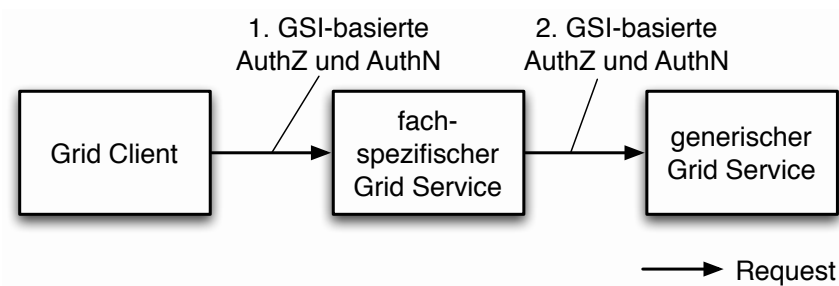 1. GSI-basierte
AuthZ und AuthN
2. GSI-basierte
AuthZ und AuthN
Grid Client
fach-
spezifischer
Grid Service
generischer
Grid Service
Request